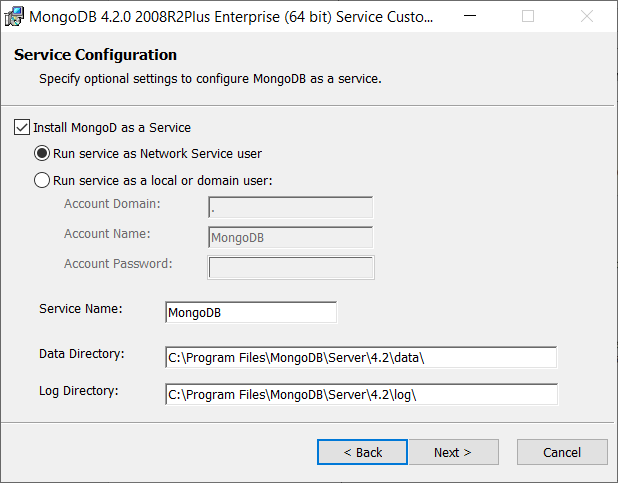 MongoDB 4.2.0 2008R2Plus Enterprise (64 bit) Service Custo...
Service Configuration
Specify optional settings to configure MongoDB as a service.
Install MongoD as a Service
Run service as Network Service user
Run service as a local or domain user:
Account Domain: .
Account Name: MongoDB
Account Password:
Service Name: MongoDB
Data Directory: C:\Program Files\MongoDB\Server\4.2\data\
Log Directory: C:\Program Files\MongoDB\Server\4.2\log\
< Back Next > Cancel